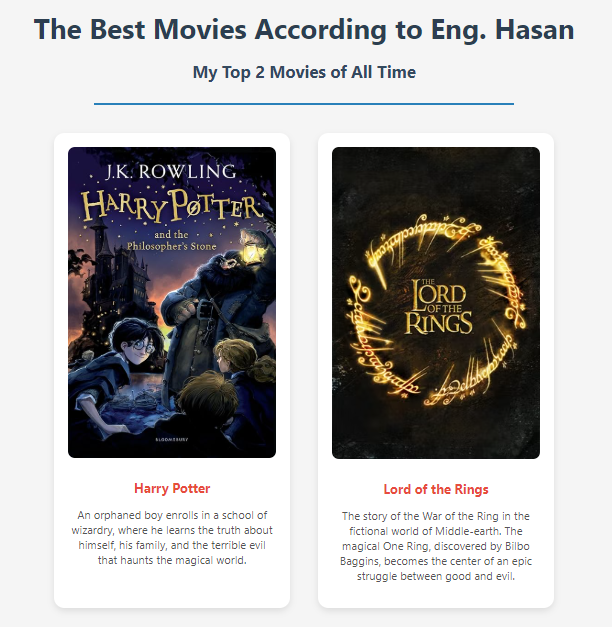 The Best Movies According to Eng. Hasan
My Top 2 Movies of All Time
J.K. ROWLING
HARRY POTTER
and the
Philosopher's Stone
BLOOMSBURY
THE
LORD
OF THE
RINGS
Harry Potter
An orphaned boy enrolls in a school of
wizardry, where he learns the truth about
himself, his family, and the terrible evil
that haunts the magical world.
Lord of the Rings
The story of the War of the Ring in the
fictional world of Middle-earth. The
magical One Ring, discovered by Bilbo
Baggins, becomes the center of an epic
struggle between good and evil.